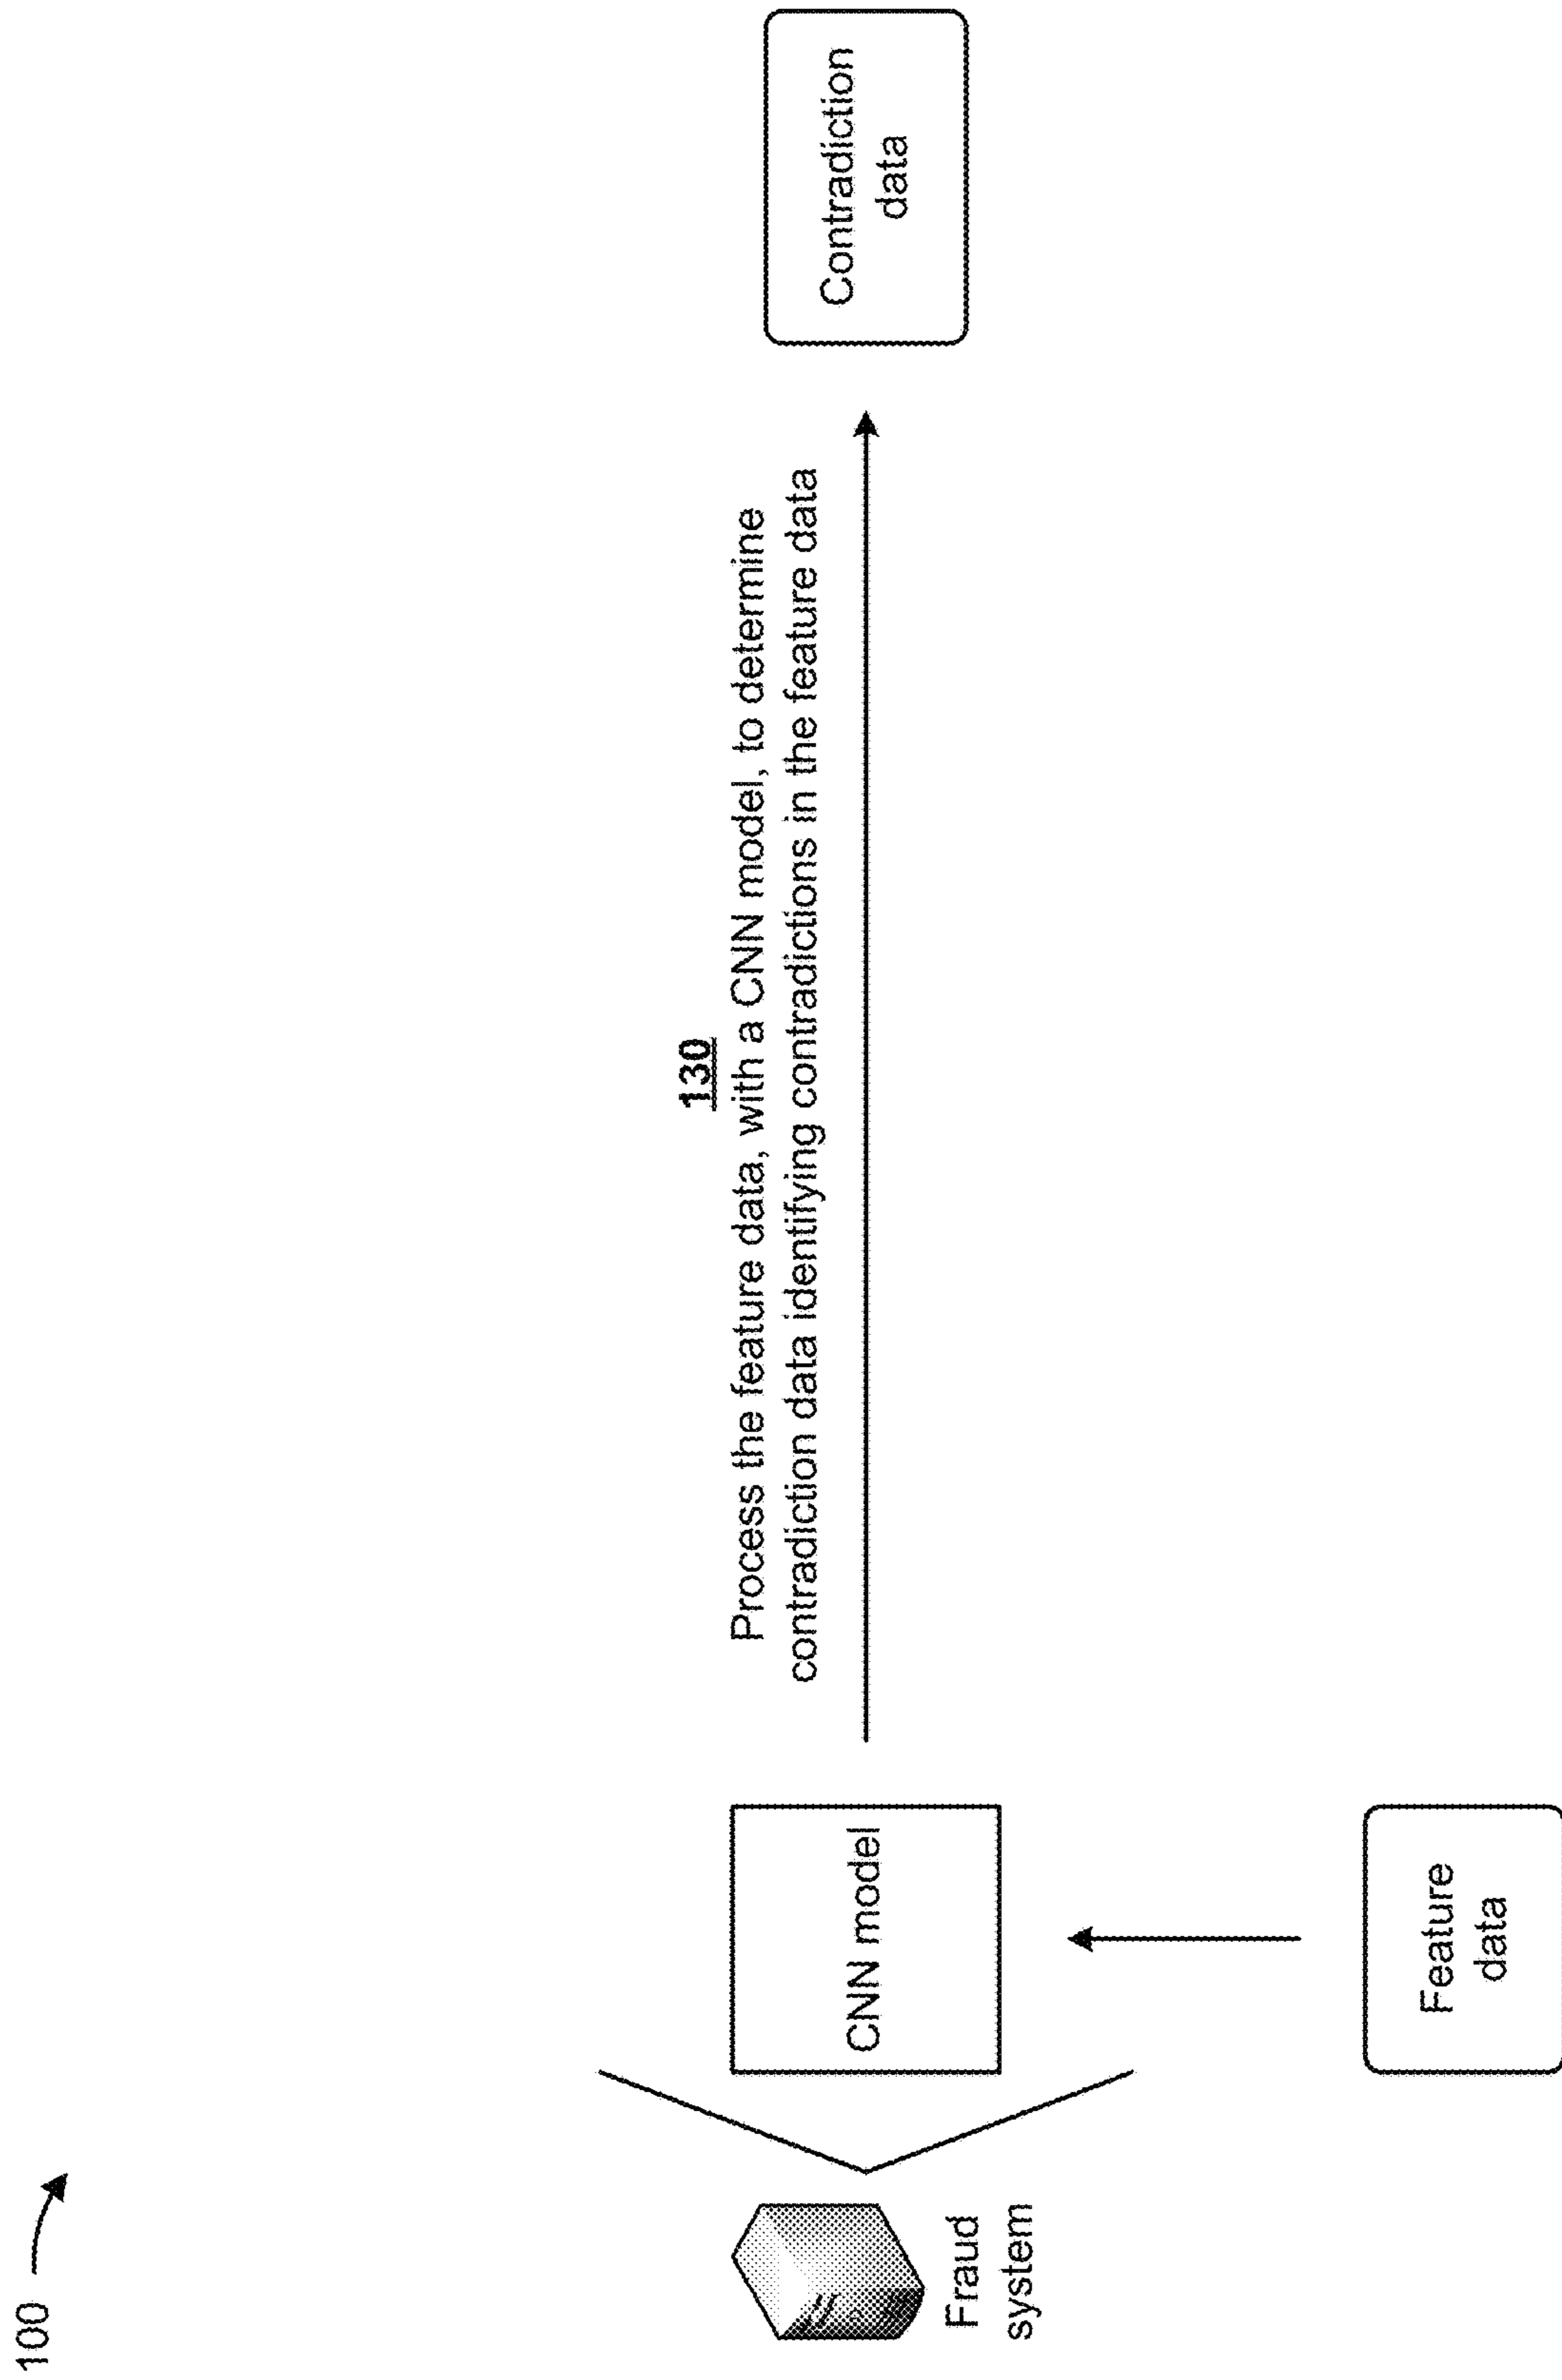 100
130
Process the feature data, with a CNN model, to determine
contradiction data identifying contradictions in the feature data
Fraud
system
CNN model
Contradiction
data
Feature
data